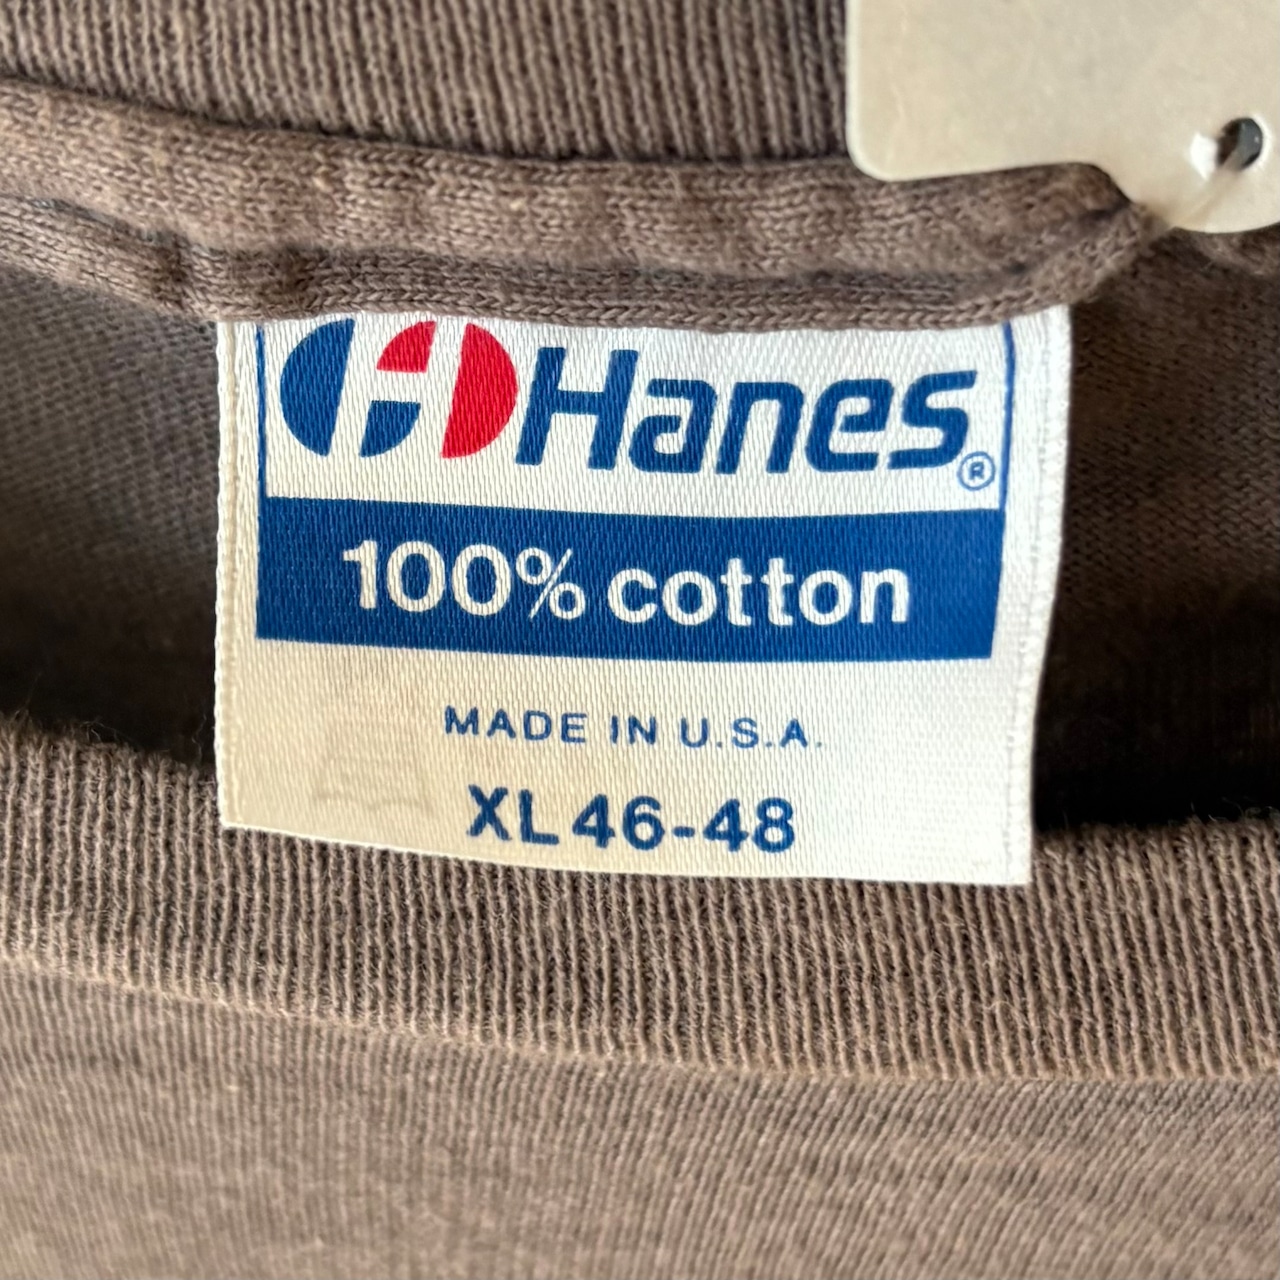 Hanes®
100% cotton
MADE IN U.S.A.
XL 46-48